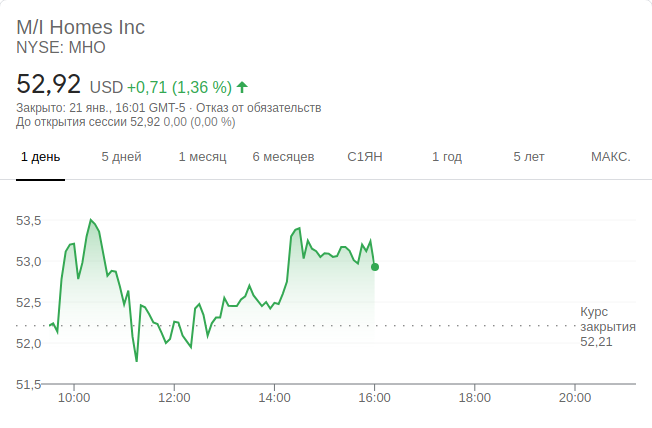 M/I Homes Inc
NYSE: MHO
52,92 USD +0,71 (1,36 %)
Закрыто: 21 янв., 16:01 GMT-5 · Отказ от обязательств
До открытия сессии 52,92 0,00 (0,00 %)
1 день 5 дней 1 месяц 6 месяцев С1ЯН 1 год 5 лет МАКС.
53,5
53,0
52,5
52,0
51,5
Курс
закрытия
52,21
10:00 12:00 14:00 16:00 18:00 20:00